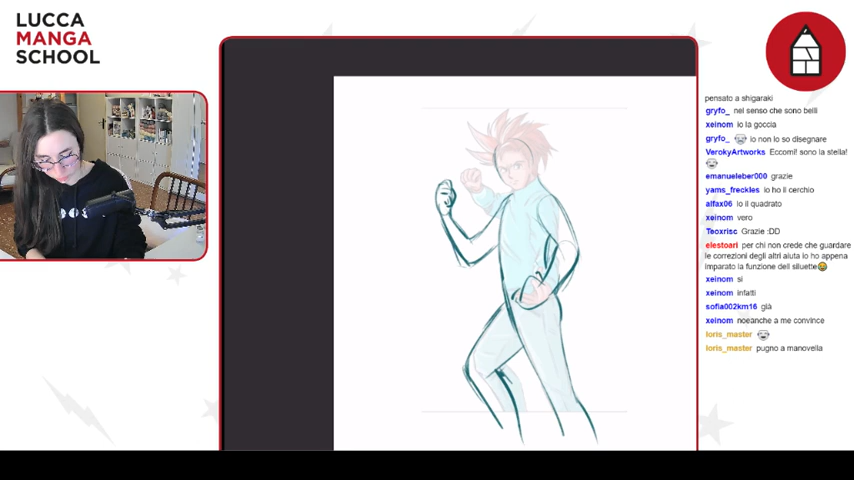 LUCCA
MANGA
SCHOOL
pensato a shigaraki
gryfo_ nel senso che sono belli
xeinom Io la goccia
gryfo_ io non lo so disegnare
VerokyArtworks Eccomi! sono la stella!
emanueleber000 grazie
yams_freckles io ho il cerchio
alfax06 Io il quadrato
xeinom vero
Teoxrisc Grazie :DD
elestoari per chi non crede che guardare
le correzioni degli altri aiuta Io ho appena
imparato la funzione dell siluette
xeinom si
xeinom infatti
sofia002km16 già
xeinom noeanche a me convince
loris_master
loris_master pugno a manovella